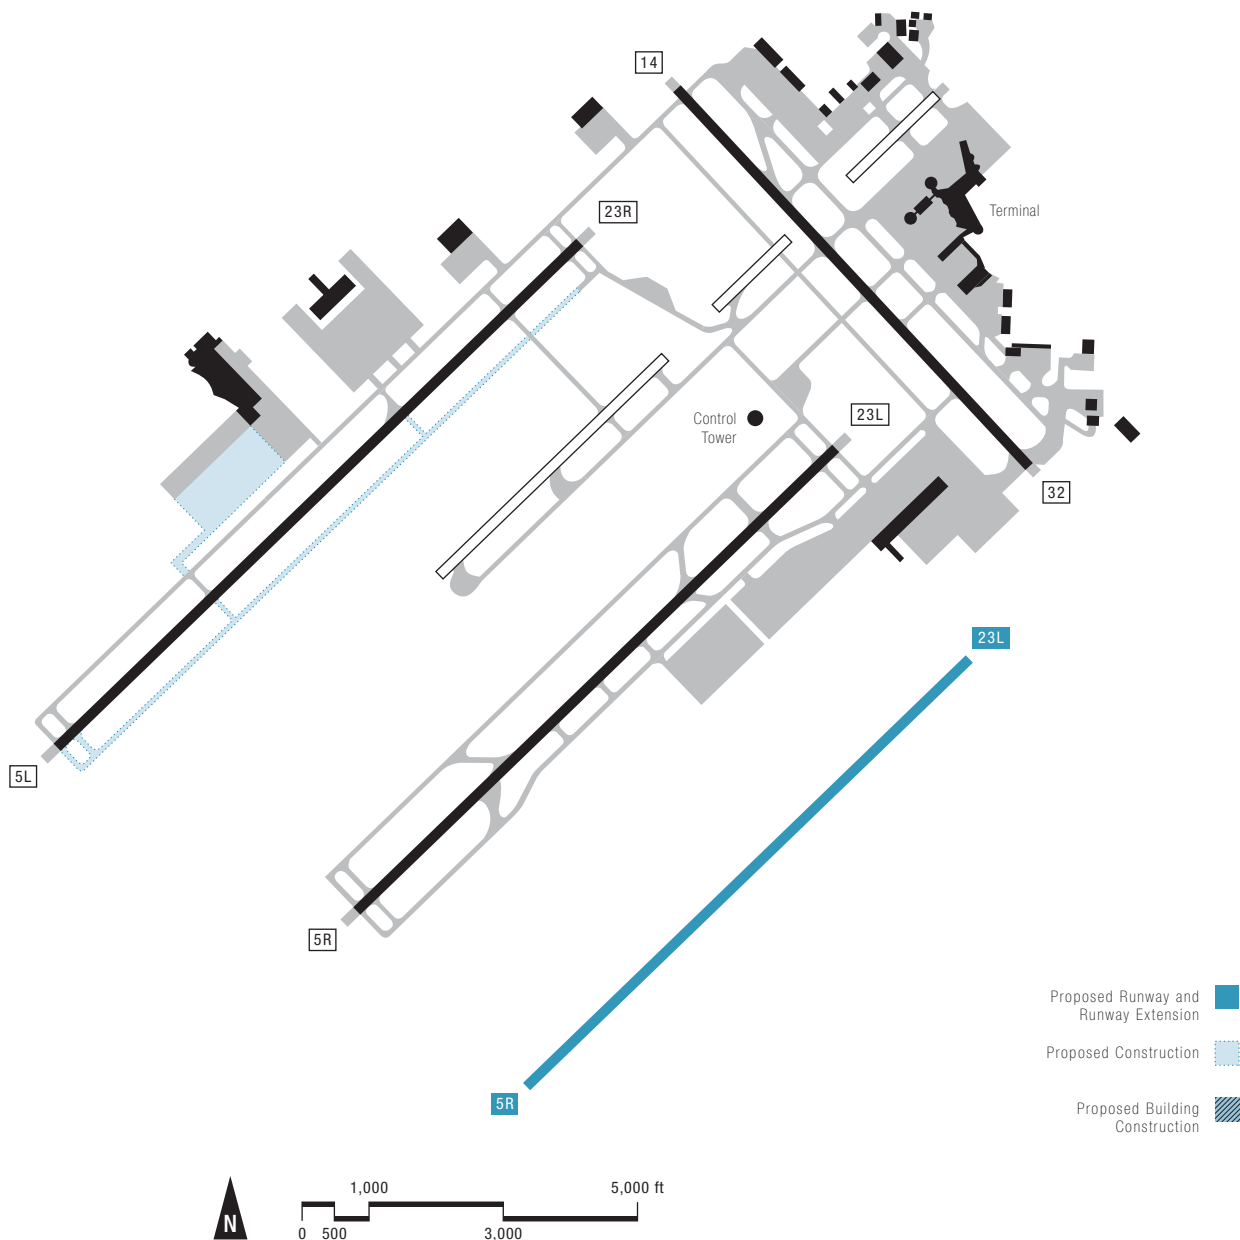 14
23R
Terminal
Control
Tower
23L
32
23L
5L
5R
Proposed Runway and
Runway Extension
Proposed Construction
5R
Proposed Building
Construction
N
1,000
5,000 ft
0
500
3,000